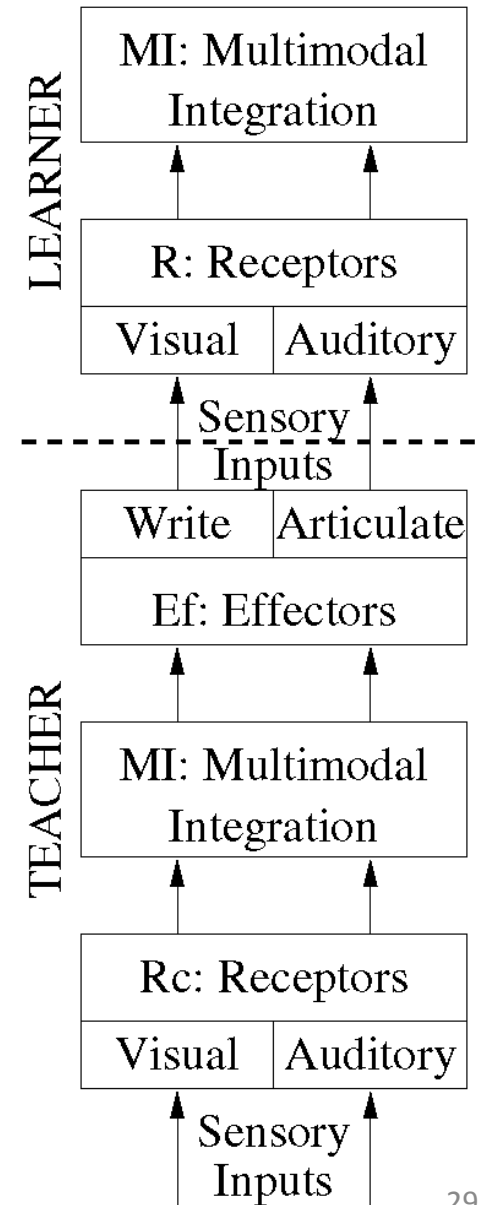 LEARNER
MI: Multimodal
Integration
R: Receptors
Visual Auditory
Sensory
Inputs
Write Articulate
Ef: Effectors
TEACHER
MI: Multimodal
Integration
Rc: Receptors
Visual Auditory
Sensory
Inputs
29